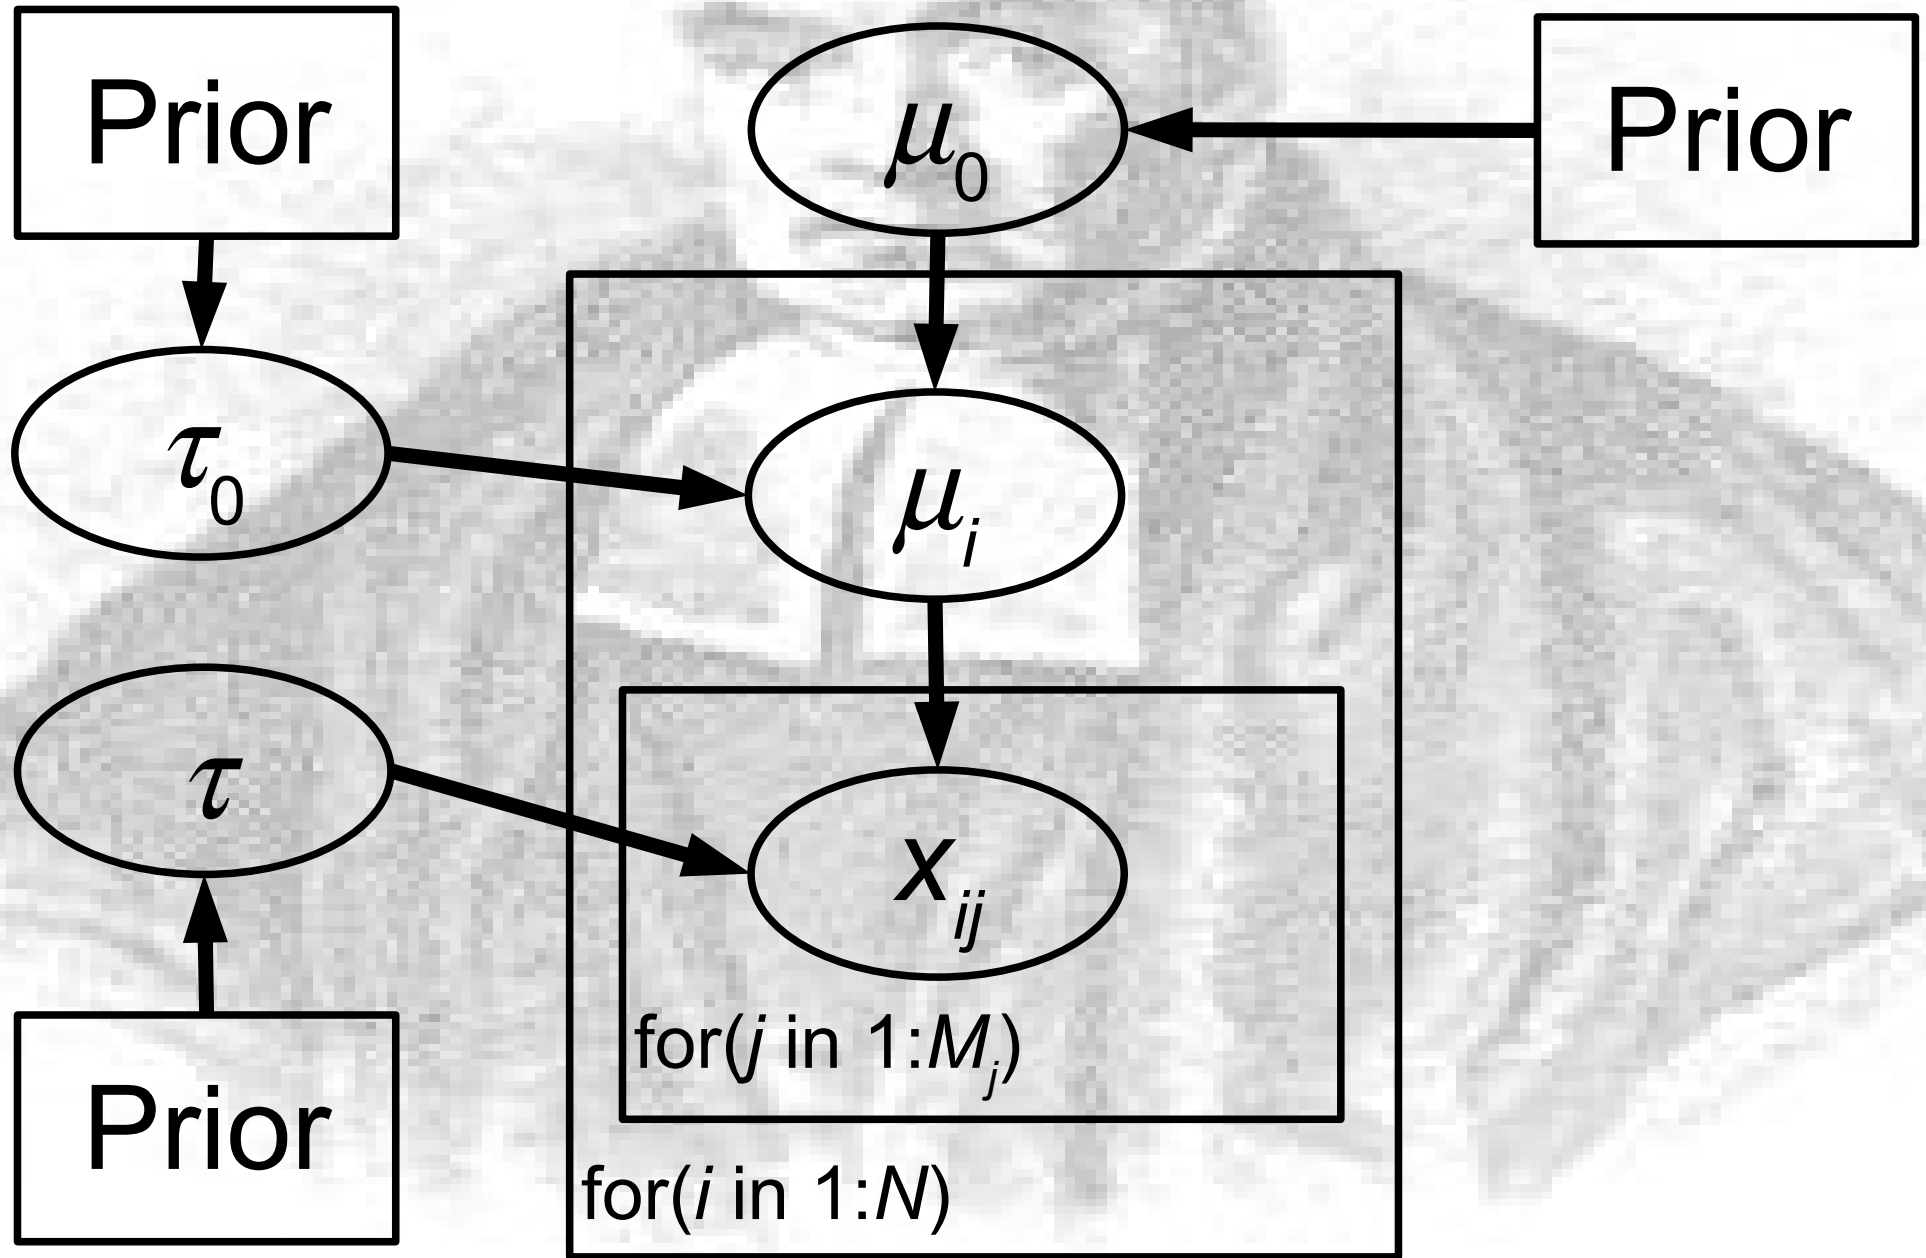 Prior
μ0
Prior
τ0
μi
τ
xij
for(j in 1:Mj)
Prior
for(i in 1:N)